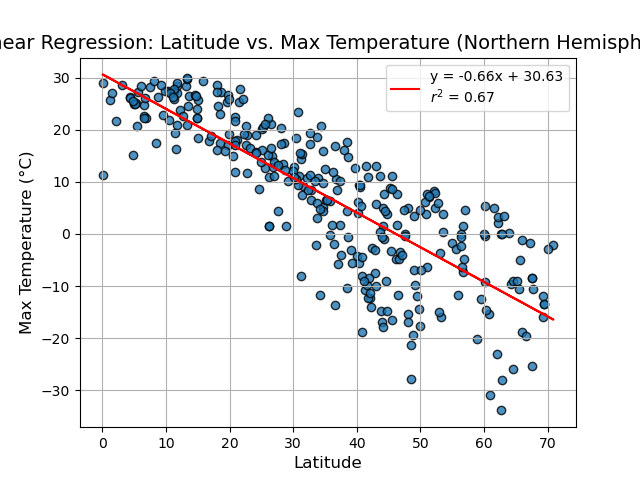 near Regression: Latitude vs. Max Temperature (Northern Hemisph
y = -0.66x + 30.63
r² = 0.67
Max Temperature (°C)
30
20
10
0
−10
−20
−30
0 10 20 30 40 50 60 70
Latitude